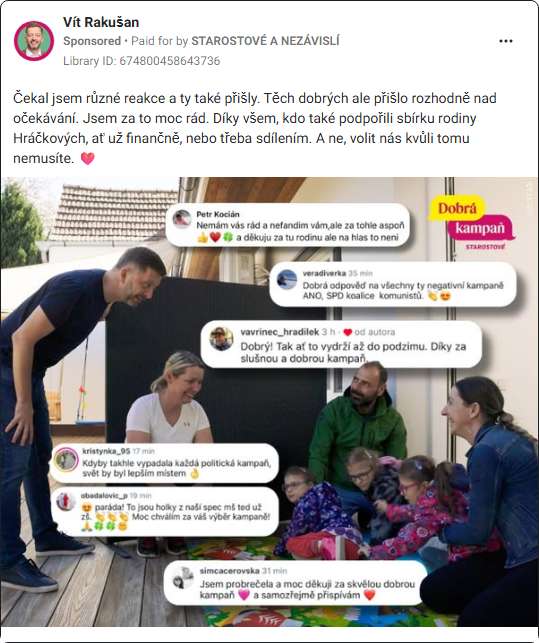 Vít Rakušan
Sponsored • Paid for by STAROSTOVÉ A NEZÁVISLÍ
Library ID: 674800458643736
Čekal jsem různé reakce a ty také přišly. Těch dobrých ale přišlo rozhodně nad
očekávání. Jsem za to moc rád. Díky všem, kdo také podpořili sbírku rodiny
Hráčkových, ať už finančně, nebo třeba sdílením. A ne, volit nás kvůli tomu
nemusíte. 💗
Dobrá
kampaň
STAROSTOVÉ
Petr Kocián
Nemám vás rád a nefandim vám,ale za tohle aspoň
👍❤️🍀 a děkuju za tu rodinu ale na hlas to neni
veradiverka 35 min
Dobrá odpověď na všechny ty negativní kampaně
ANO, SPD koalice komunistů. 👏😍
vavrinec_hradilek 3 h · ❤️ od autora
Dobrý! Tak ať to vydrží až do podzimu. Díky za
slušnou a dobrou kampaň.
kristynka_95 17 min
Kdyby takhle vypadala každá politická kampaň,
svět by byl lepším místem 👌
obadalovic_p 19 min
😍 paráda! To jsou holky z naší spec mš teď už
zš. 👏👏👏 Moc chválím za váš výběr kampaně!
simcacerovska 31 min
Jsem probrečela a moc děkuji za skvělou dobrou
kampaň 💗 a samozřejmě přispívám ❤️